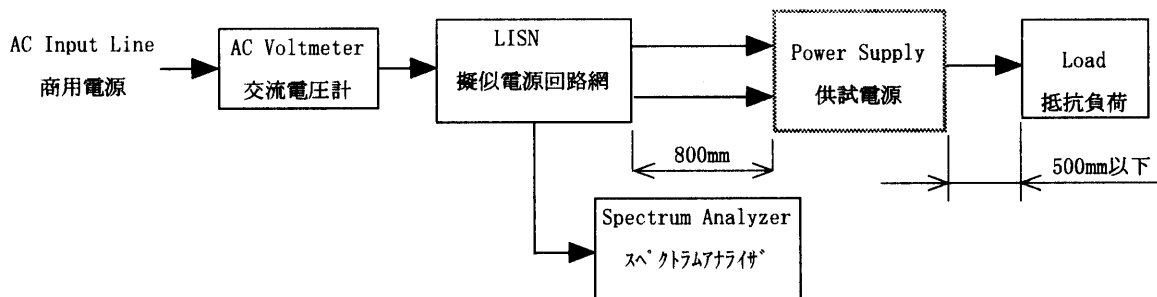 AC Input Line
商用電源
AC Voltmeter
交流電圧計
LISN
擬似電源回路網
Power Supply
供試電源
Load
抵抗負荷
800mm
500mm以下
Spectrum Analyzer
スペクトラムアナライザ